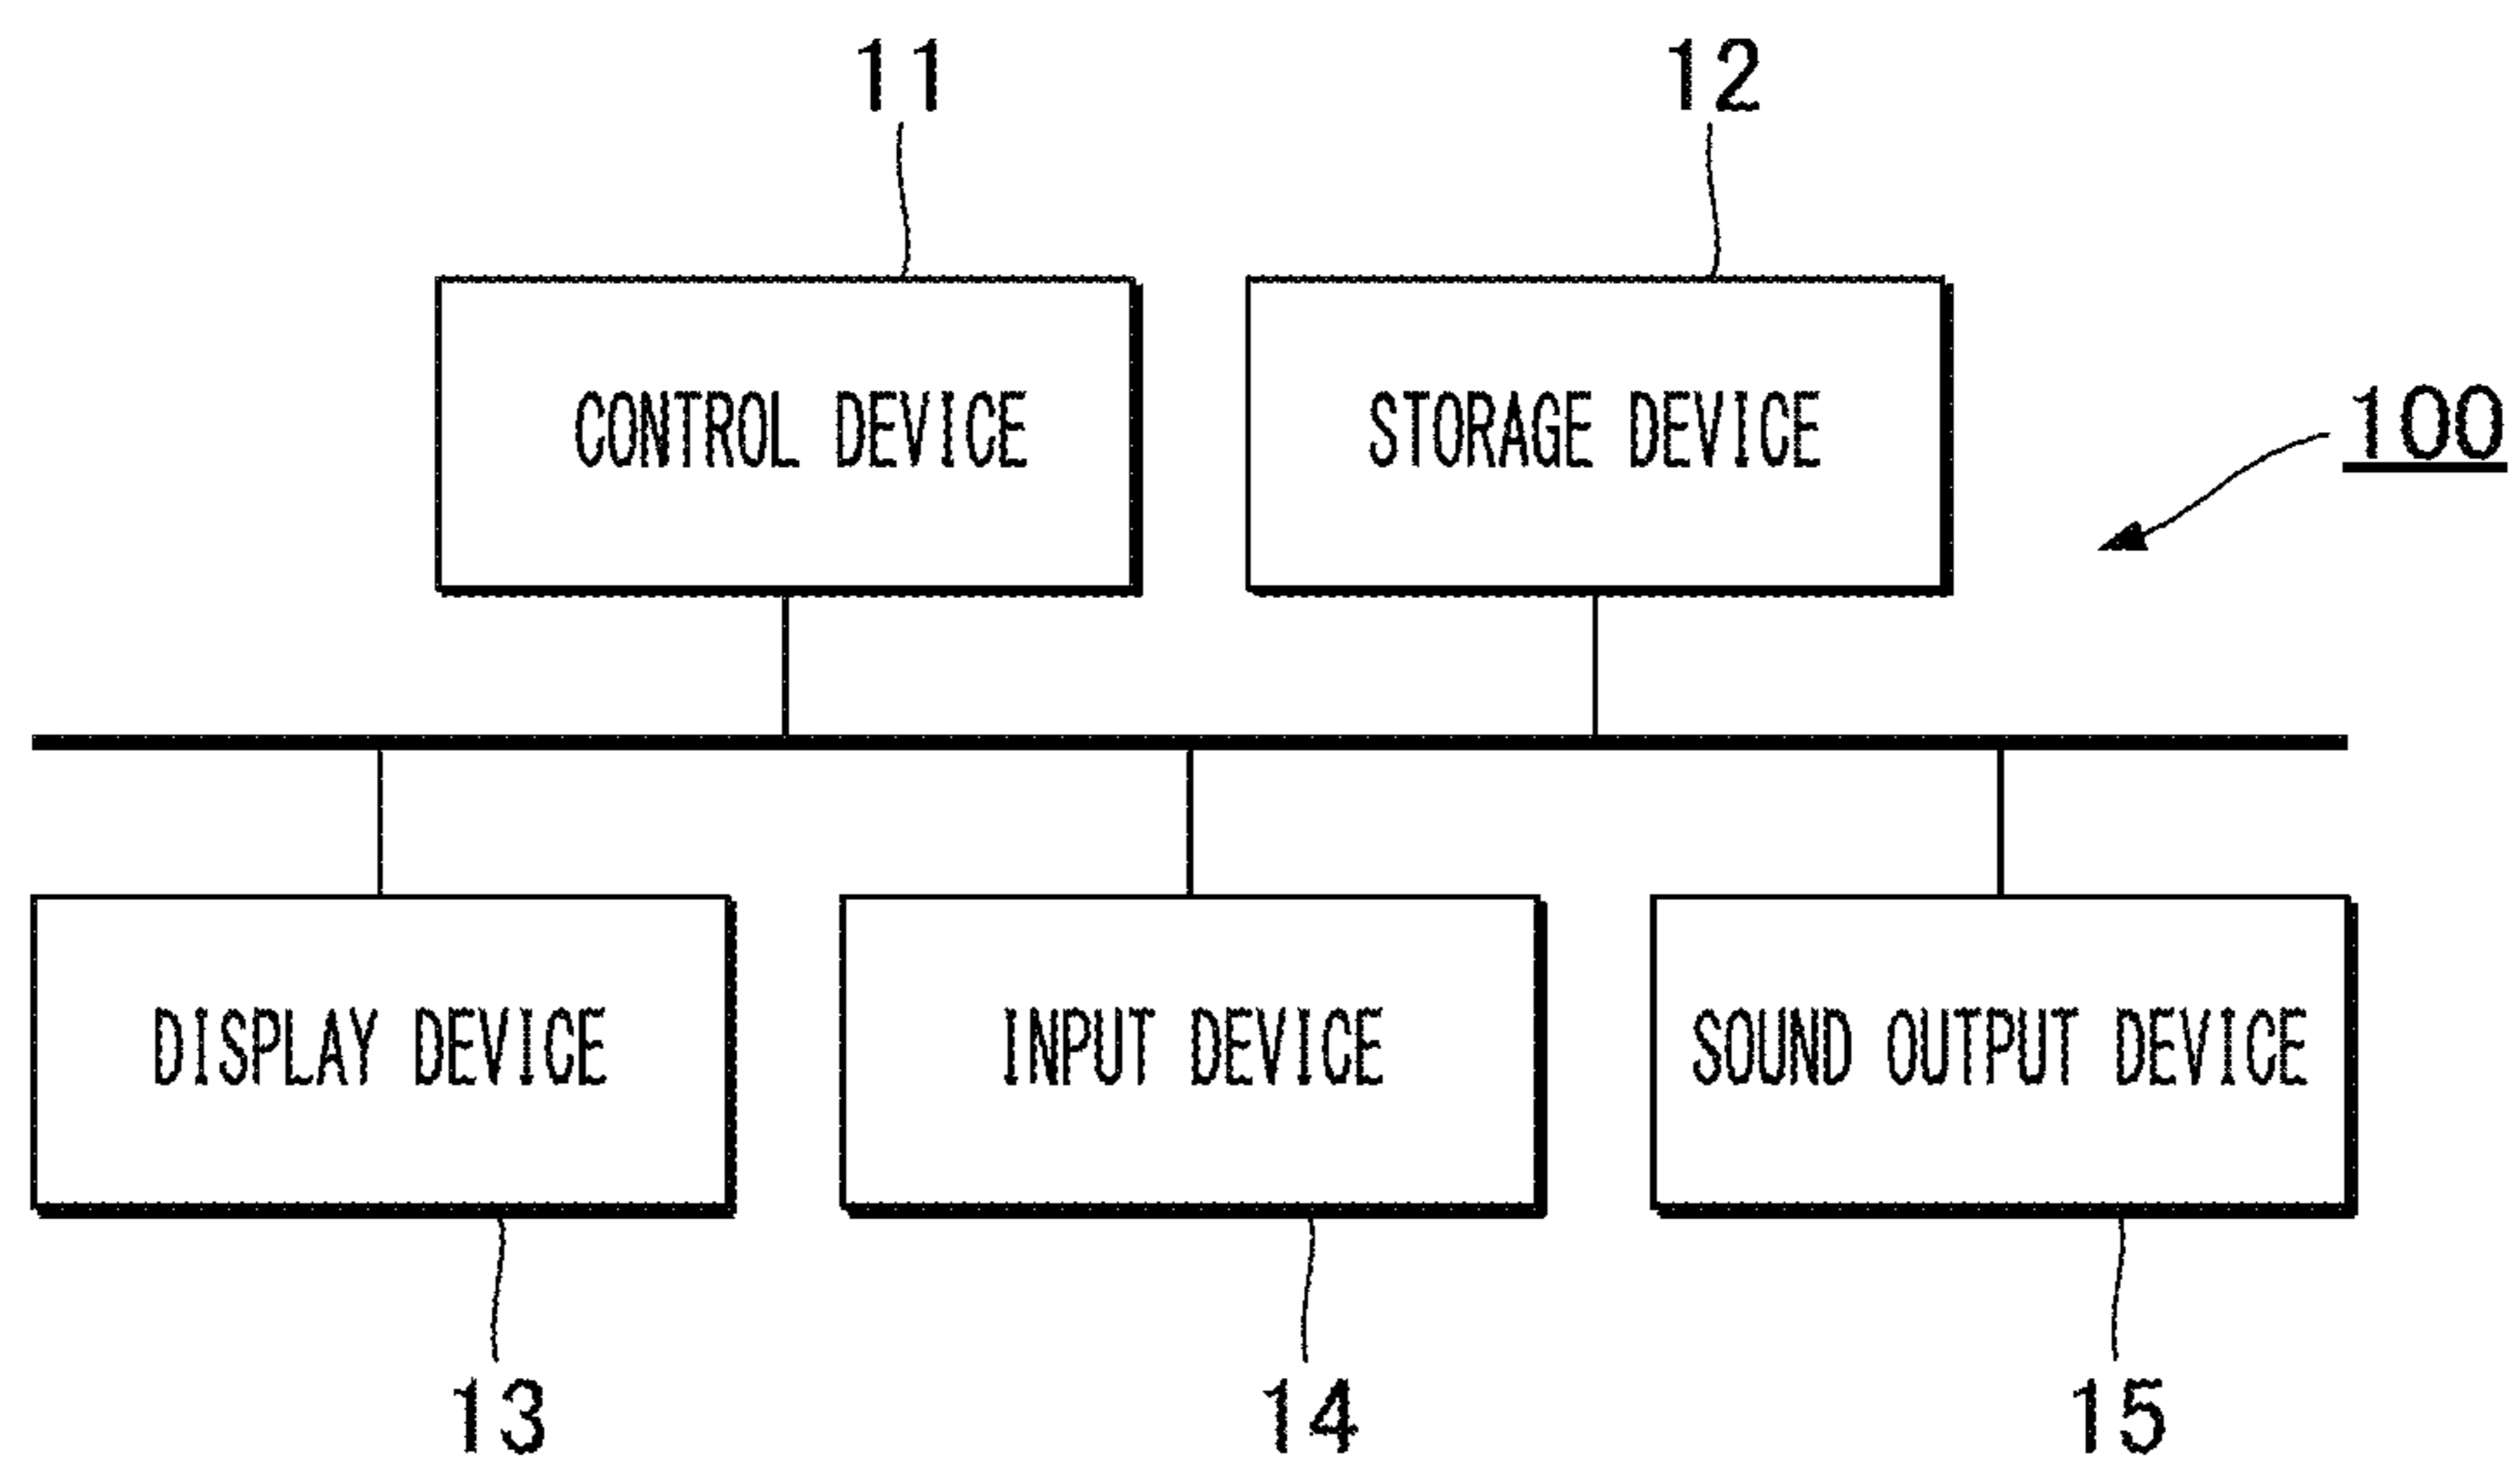 11
12
CONTROL DEVICE
STORAGE DEVICE
100
DISPLAY DEVICE
INPUT DEVICE
SOUND OUTPUT DEVICE
13
14
15